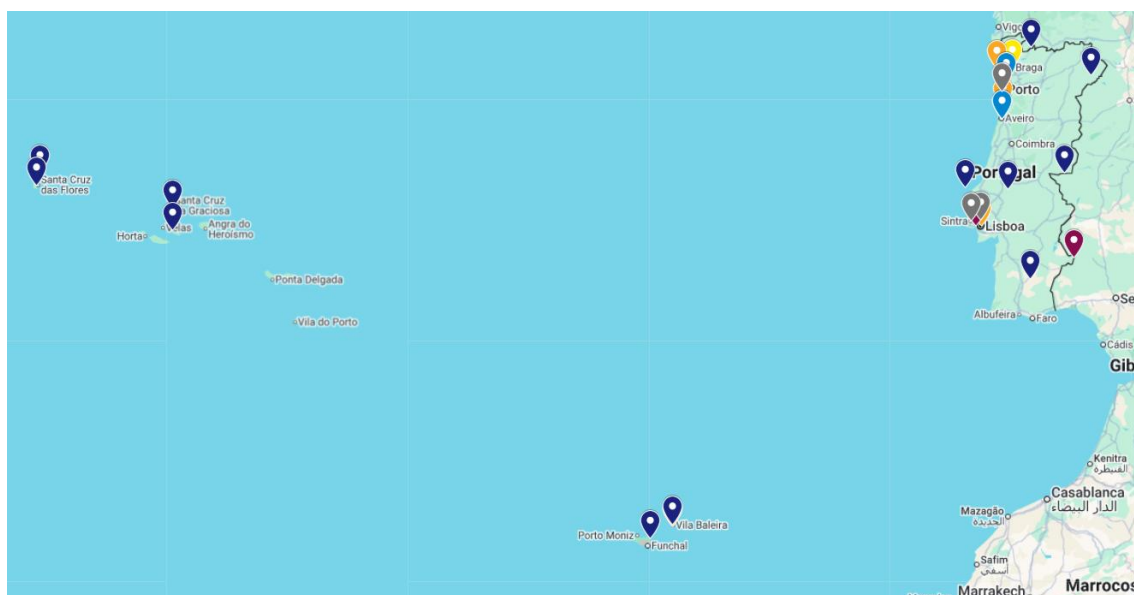 Vigo
Braga
Porto
Aveiro
Coimbra
Portugal
Santa Cruz
das Flores
Santa Cruz
da Graciosa
Velas
Angra do
Heroísmo
Horta
Sintra
Lisboa
Ponta Delgada
Vila do Porto
Albufeira
Faro
Se
Cádis
Gib
Kenitra
القنيطرة
Casablanca
الدار البيضاء
Mazagão
الجديدة
Vila Baleira
Porto Moniz
Funchal
Safim
آسفي
Marrakech
Marrocos